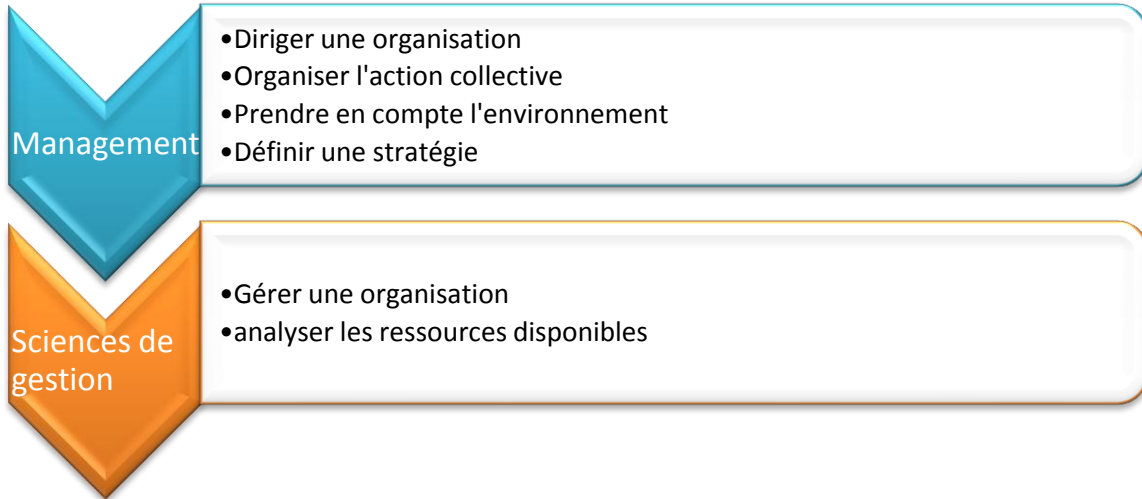 Management
•Diriger une organisation
•Organiser l'action collective
•Prendre en compte l'environnement
•Définir une stratégie
Sciences de
gestion
•Gérer une organisation
•analyser les ressources disponibles